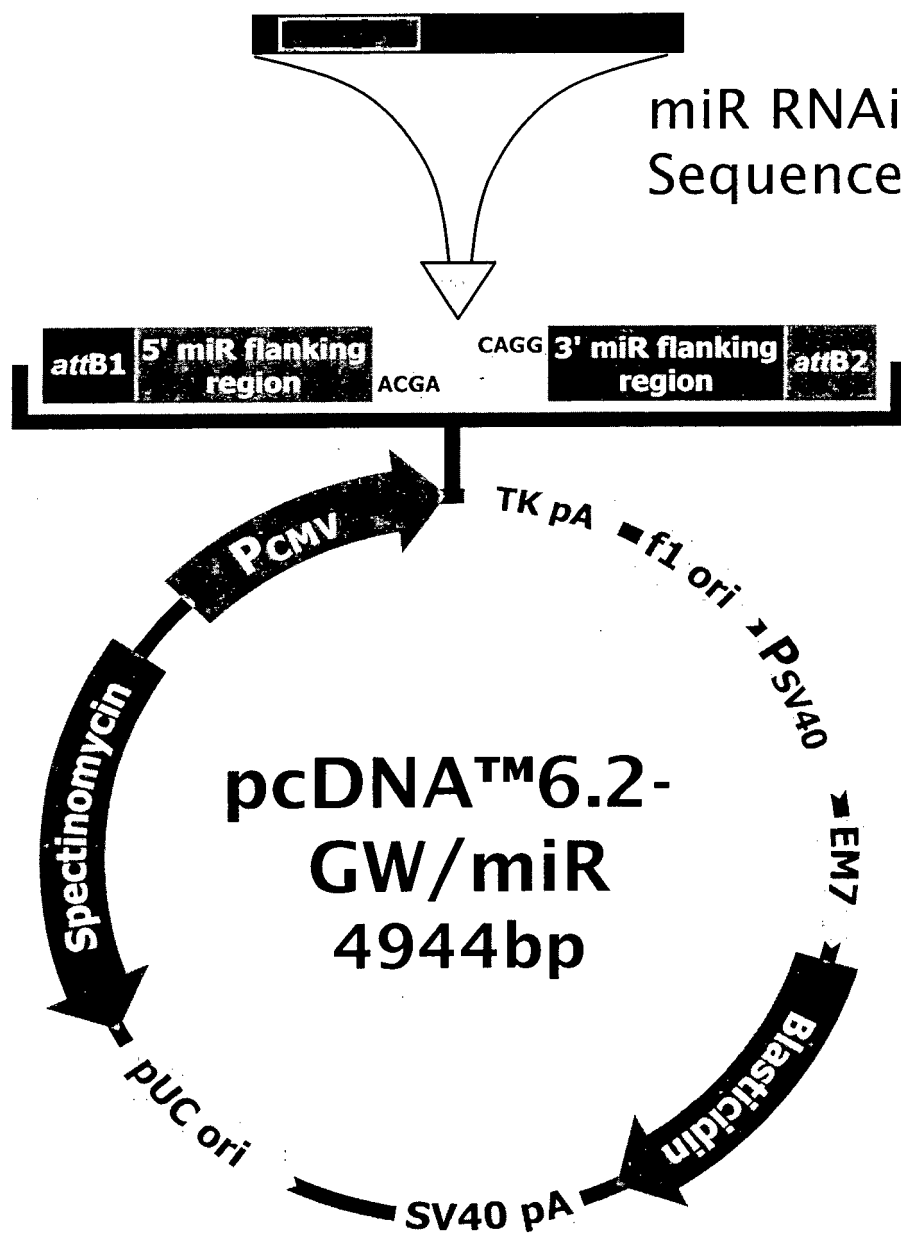 miR RNAi
Sequence
attB1
5' miR flanking
region
ACGA
CAGG
3' miR flanking
region
attB2
PCMV
TK pA
f1 ori
PSV40
EM7
Blasticidin
SV40 pA
pUC ori
Spectinomycin
pcDNA™6.2-
GW/miR
4944bp